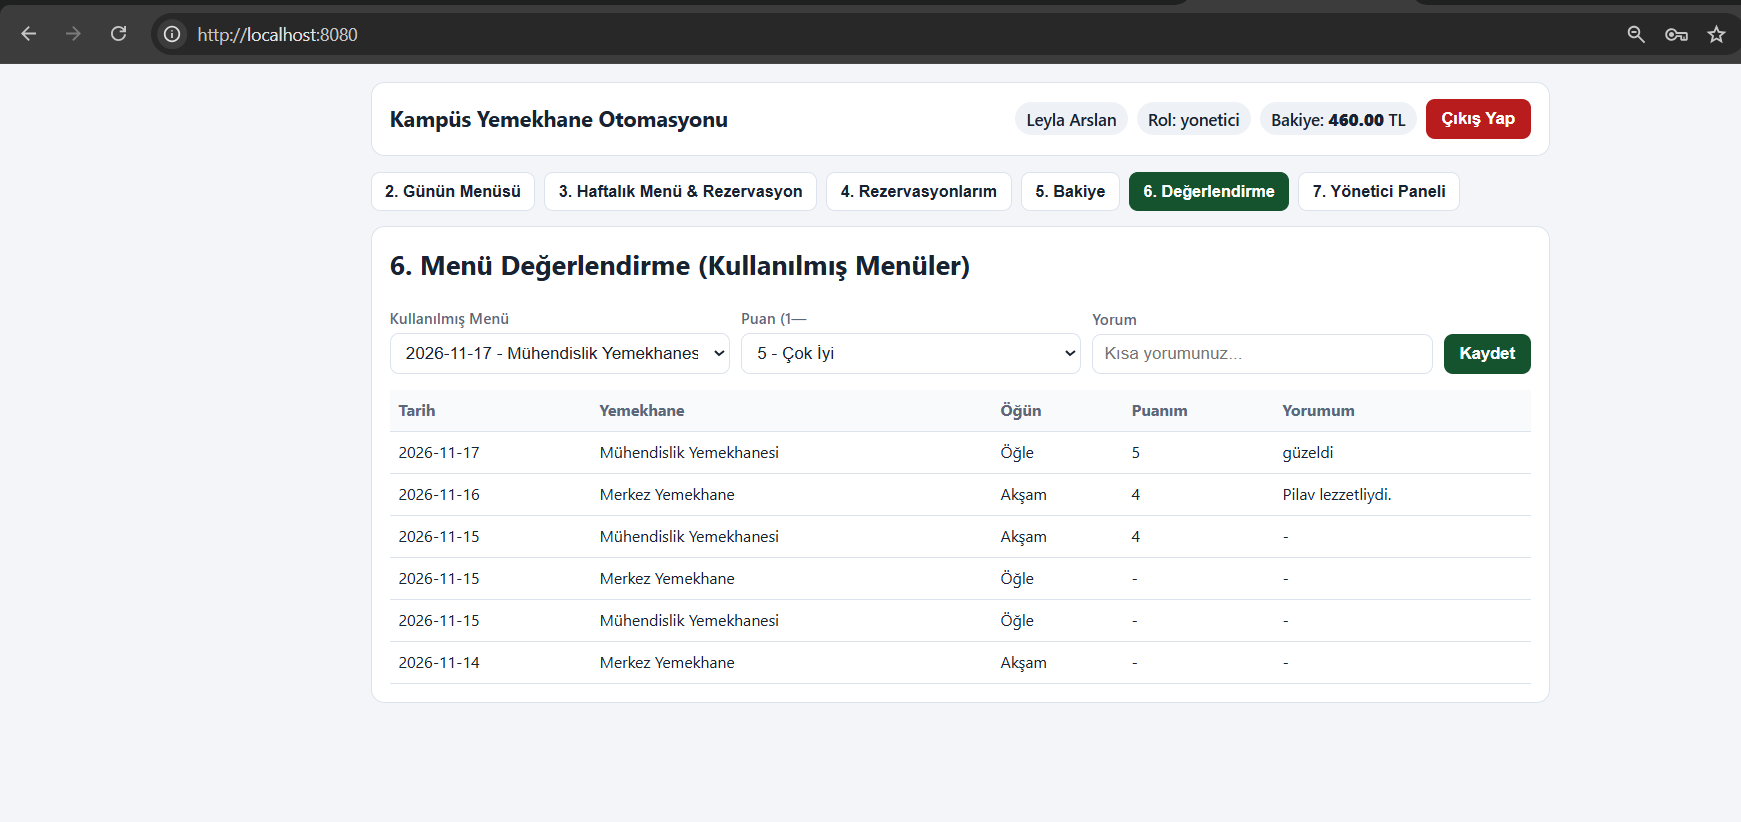 http://localhost:8080
Kampüs Yemekhane Otomasyonu
Leyla Arslan
Rol: yonetici
Bakiye: 460.00 TL
Çıkış Yap
2. Günün Menüsü
3. Haftalık Menü & Rezervasyon
4. Rezervasyonlarım
5. Bakiye
6. Değerlendirme
7. Yönetici Paneli
6. Menü Değerlendirme (Kullanılmış Menüler)
Kullanılmış Menü
Puan (1—
Yorum
2026-11-17 - Mühendislik Yemekhanes
5 - Çok İyi
Kısa yorumunuz...
Kaydet
Tarih Yemekhane Öğün Puanım Yorumum
2026-11-17 Mühendislik Yemekhanesi Öğle 5 güzeldi
2026-11-16 Merkez Yemekhane Akşam 4 Pilav lezzetliydi.
2026-11-15 Mühendislik Yemekhanesi Akşam 4 -
2026-11-15 Merkez Yemekhane Öğle - -
2026-11-15 Mühendislik Yemekhanesi Öğle - -
2026-11-14 Merkez Yemekhane Akşam - -